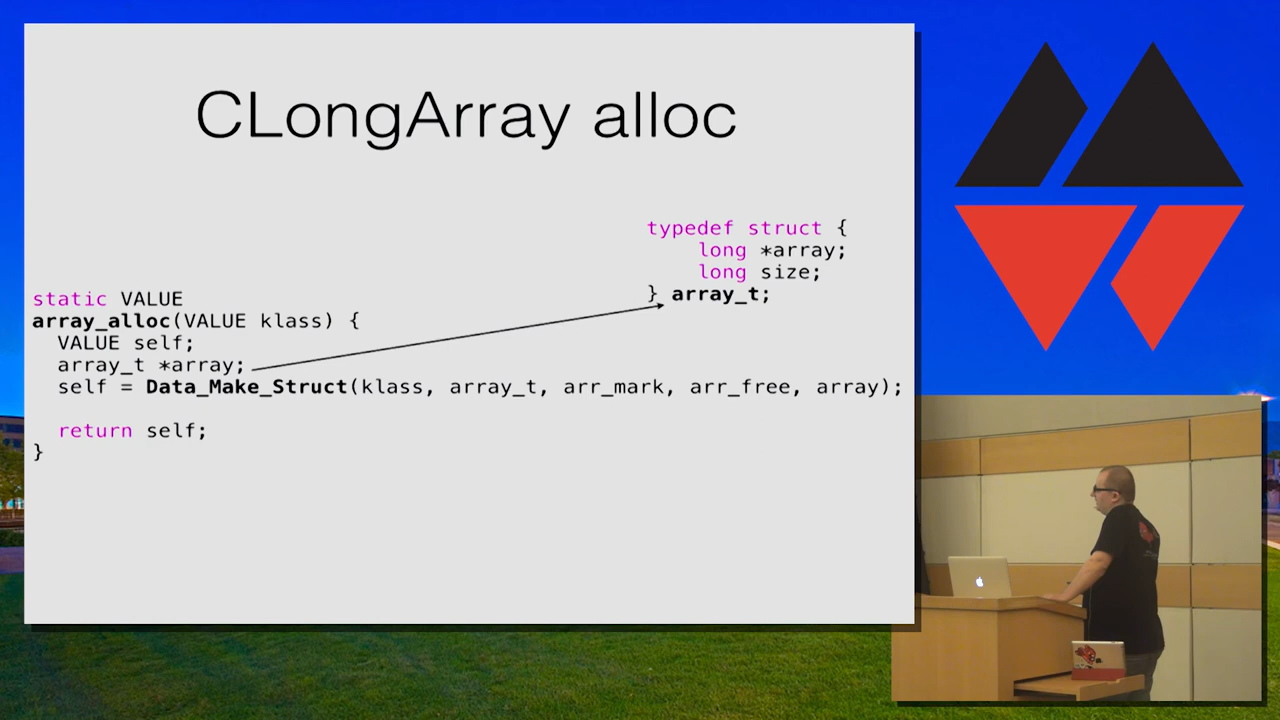 CLongArray alloc
typedef struct {
long *array;
long size;
} array_t;
static VALUE
array_alloc(VALUE klass) {
VALUE self;
array_t *array;
self = Data_Make_Struct(klass, array_t, arr_mark, arr_free, array);
return self;
}